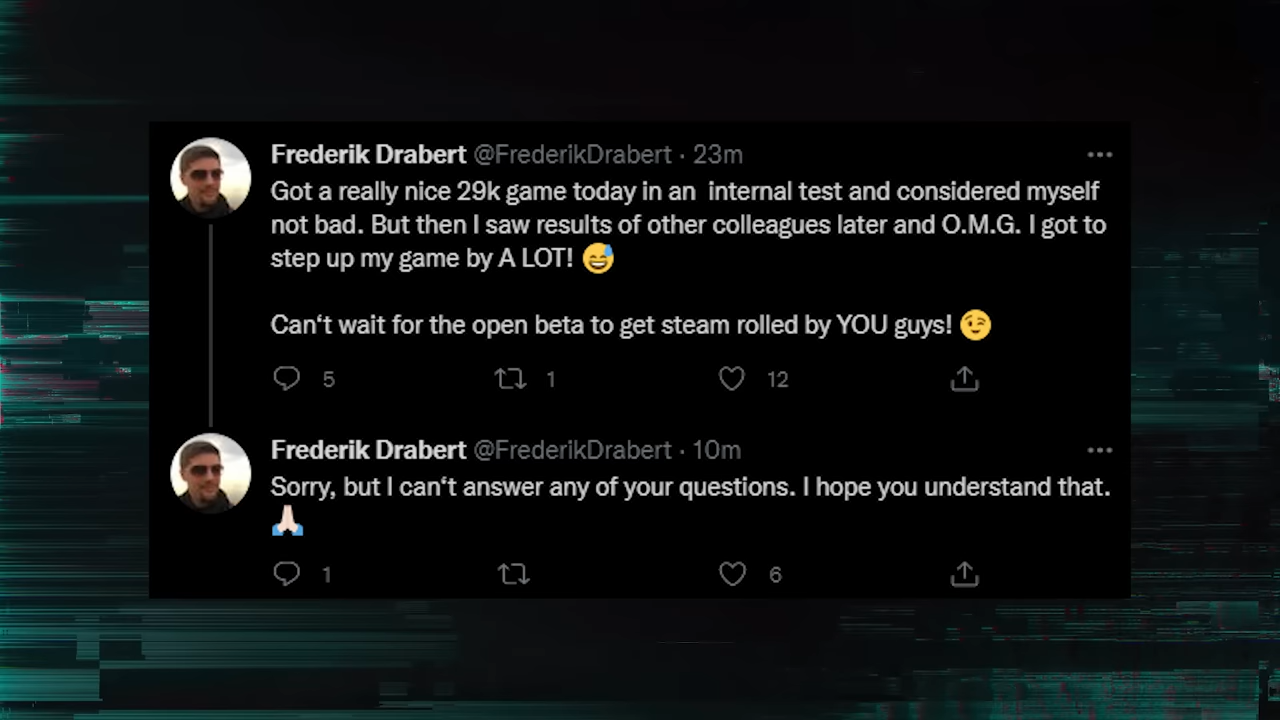 Frederik Drabert @FrederikDrabert · 23m
Got a really nice 29k game today in an  internal test and considered myself
not bad. But then I saw results of other colleagues later and O.M.G. I got to
step up my game by A LOT! 😅
Can‘t wait for the open beta to get steam rolled by YOU guys! 😉
5 1 12
Frederik Drabert @FrederikDrabert · 10m
Sorry, but I can‘t answer any of your questions. I hope you understand that.
🙏🏻
1 6